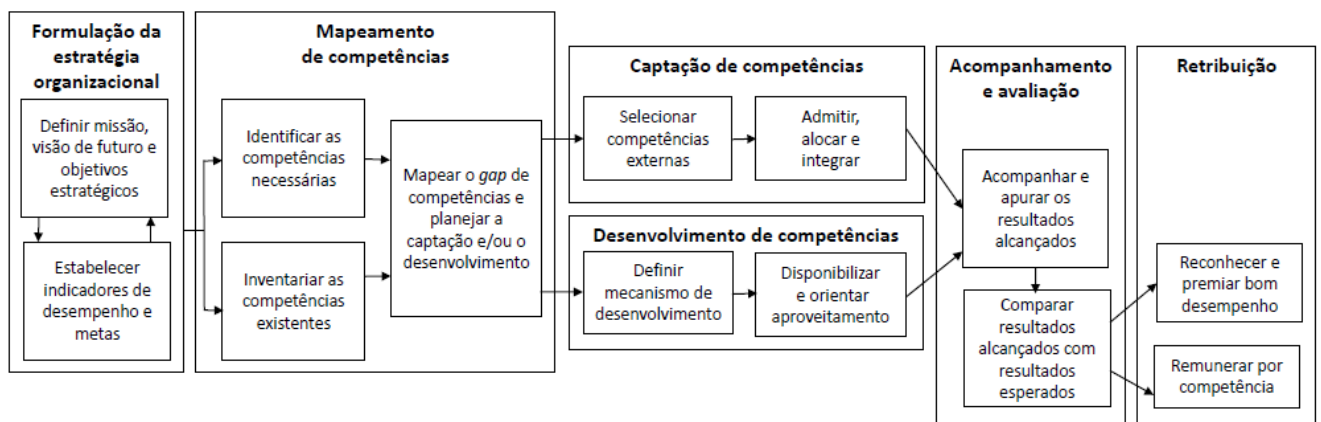 Formulação da
estratégia
organizacional
Definir missão,
visão de futuro e
objetivos
estratégicos
Estabelecer
indicadores de
desempenho e
metas
Mapeamento
de competências
Identificar as
competências
necessárias
Inventariar as
competências
existentes
Mapear o gap de
competências e
planejar a
captação e/ou o
desenvolvimento
Captação de competências
Selecionar
competências
externas
Admitir,
alocar e
integrar
Desenvolvimento de competências
Definir
mecanismo de
desenvolvimento
Disponibilizar
e orientar
aproveitamento
Acompanhamento
e avaliação
Acompanhar e
apurar os
resultados
alcançados
Comparar
resultados
alcançados com
resultados
esperados
Retribuição
Reconhecer e
premiar bom
desempenho
Remunerar por
competência